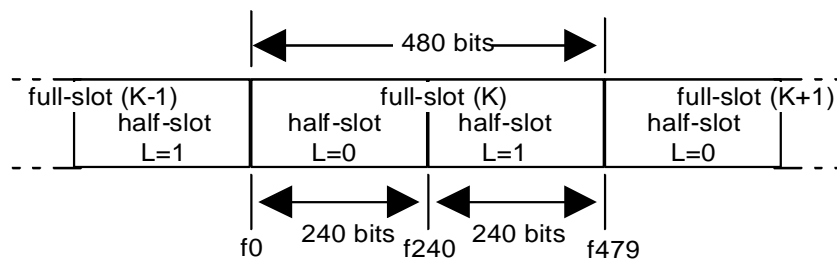 480 bits
full-slot (K-1) full-slot (K) full-slot (K+1)
half-slot half-slot half-slot half-slot
L=1 L=0 L=1 L=0
240 bits 240 bits
f0 f240 f479